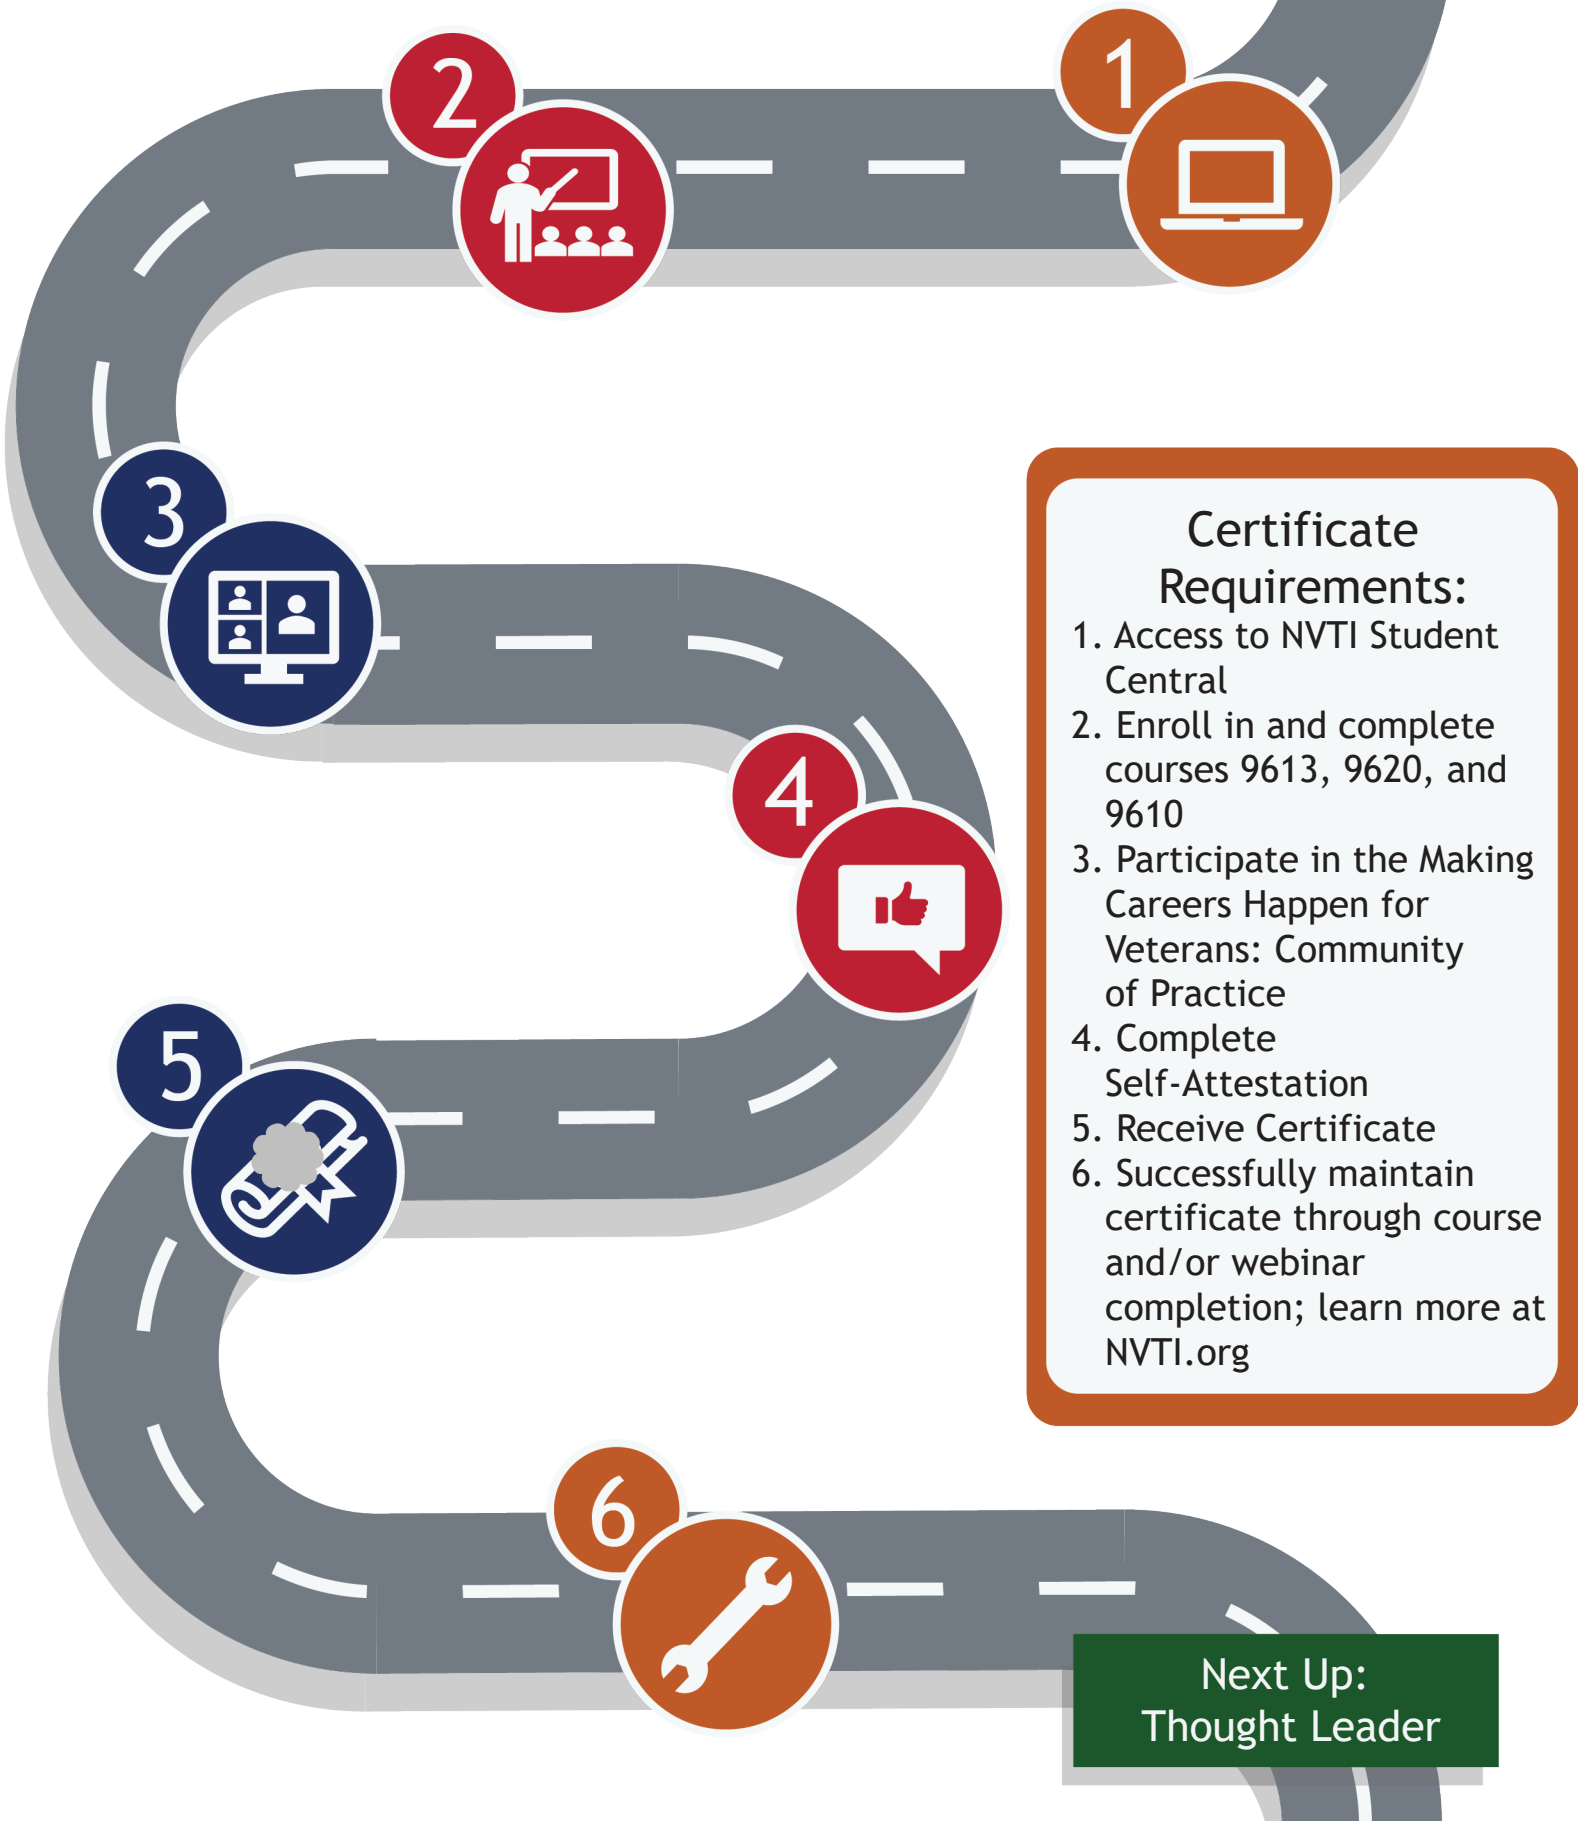 1
2
3
4
5
6
Certificate
Requirements:
1. Access to NVTI Student
Central
2. Enroll in and complete
courses 9613, 9620, and
9610
3. Participate in the Making
Careers Happen for
Veterans: Community
of Practice
4. Complete
Self-Attestation
5. Receive Certificate
6. Successfully maintain
certificate through course
and/or webinar
completion; learn more at
NVTI.org
Next Up:
Thought Leader